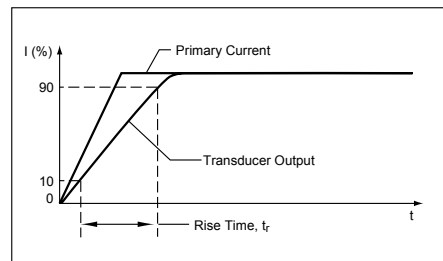 I (%)
Primary Current
90
Transducer Output
10
0
t
Rise Time, tr